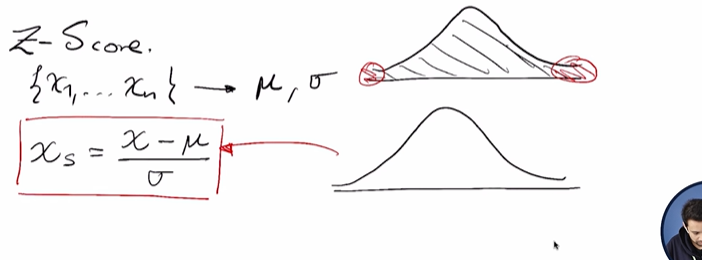 Z-Score.
{x₁,... xₙ} → μ, σ
xₛ = (x - μ) / σ